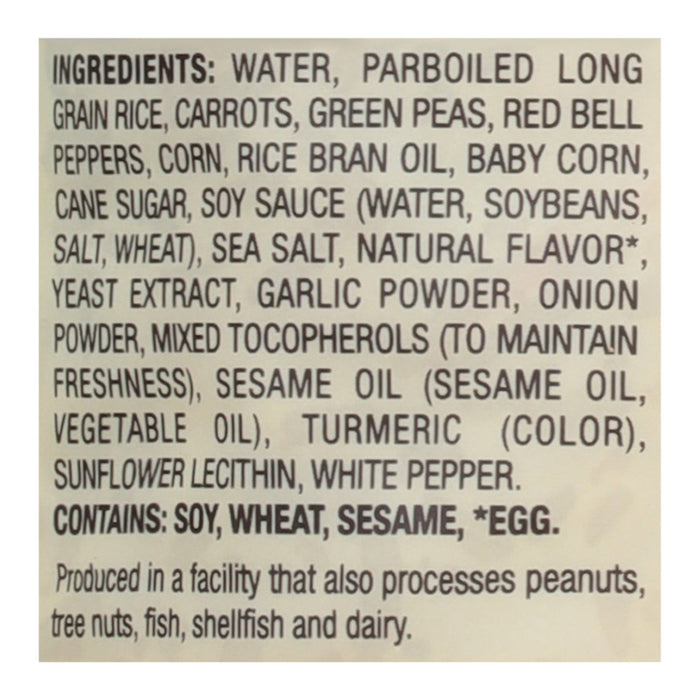 INGREDIENTS: WATER, PARBOILED LONG
GRAIN RICE, CARROTS, GREEN PEAS, RED BELL
PEPPERS, CORN, RICE BRAN OIL, BABY CORN,
CANE SUGAR, SOY SAUCE (WATER, SOYBEANS,
SALT, WHEAT), SEA SALT, NATURAL FLAVOR*,
YEAST EXTRACT, GARLIC POWDER, ONION
POWDER, MIXED TOCOPHEROLS (TO MAINTAIN
FRESHNESS), SESAME OIL (SESAME OIL,
VEGETABLE OIL), TURMERIC (COLOR),
SUNFLOWER LECITHIN, WHITE PEPPER.
CONTAINS: SOY, WHEAT, SESAME, *EGG.
Produced in a facility that also processes peanuts,
tree nuts, fish, shellfish and dairy.